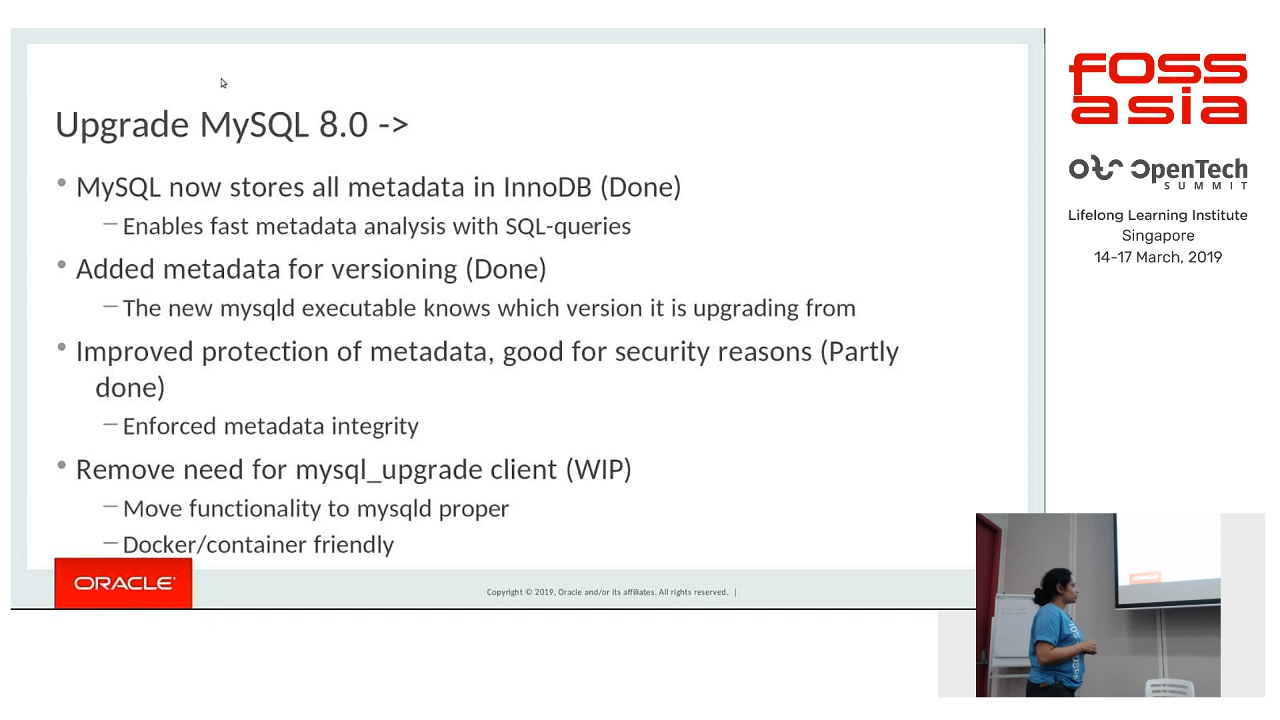 Upgrade MySQL 8.0 ->
• MySQL now stores all metadata in InnoDB (Done)
– Enables fast metadata analysis with SQL-queries
• Added metadata for versioning (Done)
– The new mysqld executable knows which version it is upgrading from
• Improved protection of metadata, good for security reasons (Partly
done)
– Enforced metadata integrity
• Remove need for mysql_upgrade client (WIP)
– Move functionality to mysqld proper
– Docker/container friendly
ORACLE
Copyright © 2019, Oracle and/or its affiliates. All rights reserved. |
FOSS
asia
OpenTech
SUMMIT
Lifelong Learning Institute
Singapore
14-17 March, 2019